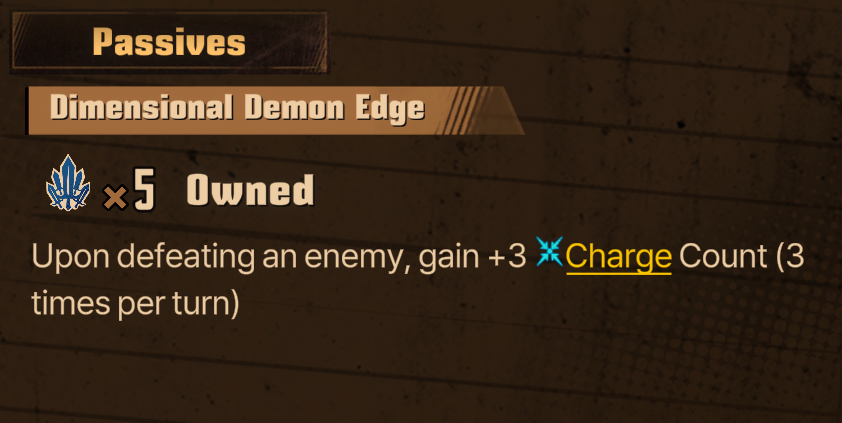 Passives
Dimensional Demon Edge
×5 Owned
Upon defeating an enemy, gain +3 Charge Count (3
times per turn)